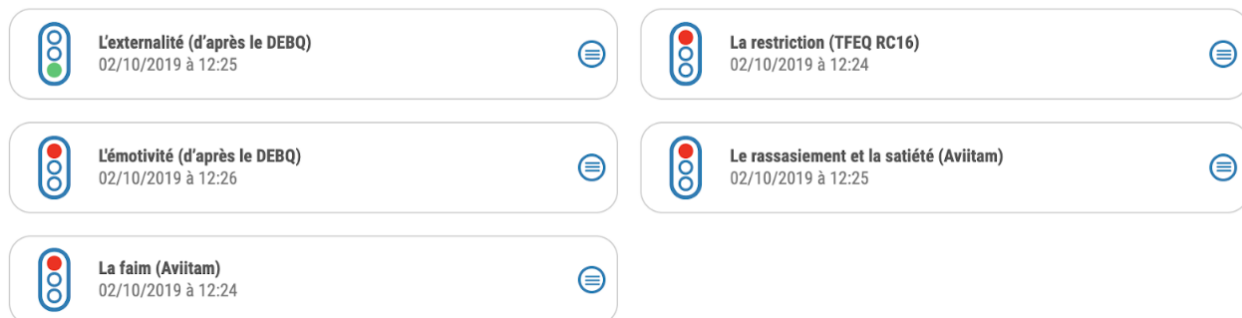 L'externalité (d'après le DEBQ)
02/10/2019 à 12:25
La restriction (TFEQ RC16)
02/10/2019 à 12:24
L'émotivité (d'après le DEBQ)
02/10/2019 à 12:26
Le rassasiement et la satiété (Aviitam)
02/10/2019 à 12:25
La faim (Aviitam)
02/10/2019 à 12:24